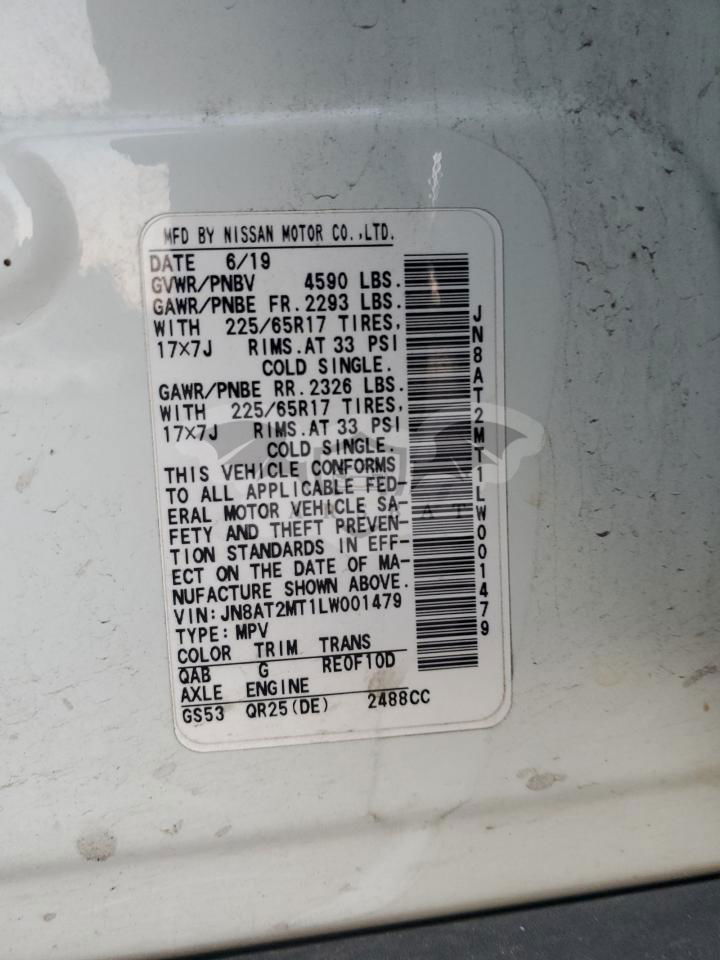 MFD BY NISSAN MOTOR CO.,LTD.
DATE 6/19
GVWR/PNBV 4590 LBS.
GAWR/PNBE FR. 2293 LBS.
WITH 225/65R17 TIRES,
17×7J RIMS. AT 33 PSI
COLD SINGLE.
GAWR/PNBE RR. 2326 LBS.
WITH 225/65R17 TIRES,
17×7J RIMS. AT 33 PSI
COLD SINGLE.
THIS VEHICLE CONFORMS
TO ALL APPLICABLE FED-
ERAL MOTOR VEHICLE SA-
FETY AND THEFT PREVEN-
TION STANDARDS IN EFF-
ECT ON THE DATE OF MA-
NUFACTURE SHOWN ABOVE.
VIN: JN8AT2MT1LW001479
TYPE: MPV
COLOR TRIM TRANS
QAB G RE0F10D
AXLE ENGINE
GS53 QR25(DE) 2488CC
JN8AT2MT1LW001479